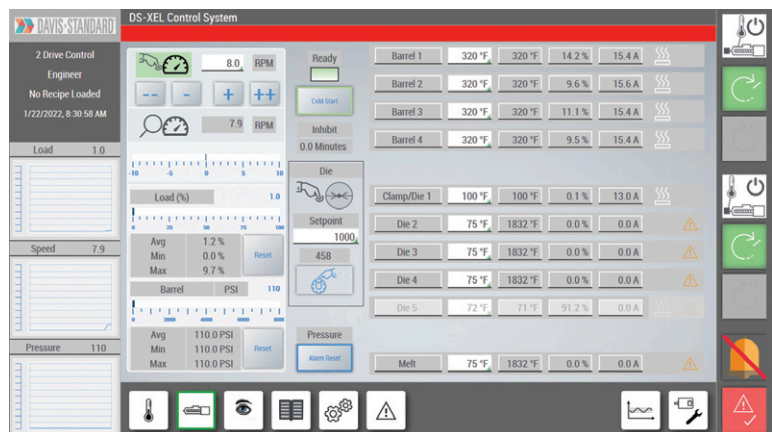 DAVIS-STANDARD
DS-XEL Control System
2 Drive Control
Engineer
No Recipe Loaded
1/22/2022, 8:30:58 AM
Load 1.0
Speed 7.9
Pressure 110
8.0 RPM
-- - + ++
7.9 RPM
-10 -5 0 5 10
Load (%) 1.0
0 25 50 75 100
Avg 1.2 %
Min 0.0 %
Max 9.7 %
Reset
Barrel PSI 110
0 2000 4000 6000 8000
Avg 110.0 PSI
Min 110.0 PSI
Max 110.0 PSI
Reset
Ready
Cold Start
Inhibit
0.0 Minutes
Die
Setpoint
1000
458
Pressure
Alarm Reset
Barrel 1 320 °F 320 °F 14.2 % 15.4 A
Barrel 2 320 °F 320 °F 9.6 % 15.6 A
Barrel 3 320 °F 320 °F 11.1 % 15.4 A
Barrel 4 320 °F 320 °F 9.5 % 15.4 A
Clamp/Die 1 100 °F 100 °F 0.1 % 13.0 A
Die 2 75 °F 1832 °F 0.0 % 0.0 A
Die 3 75 °F 1832 °F 0.0 % 0.0 A
Die 4 75 °F 1832 °F 0.0 % 0.0 A
Die 5 72 °F 71 °F 91.2 % 0.0 A
Melt 75 °F 1832 °F 0.0 % 0.0 A